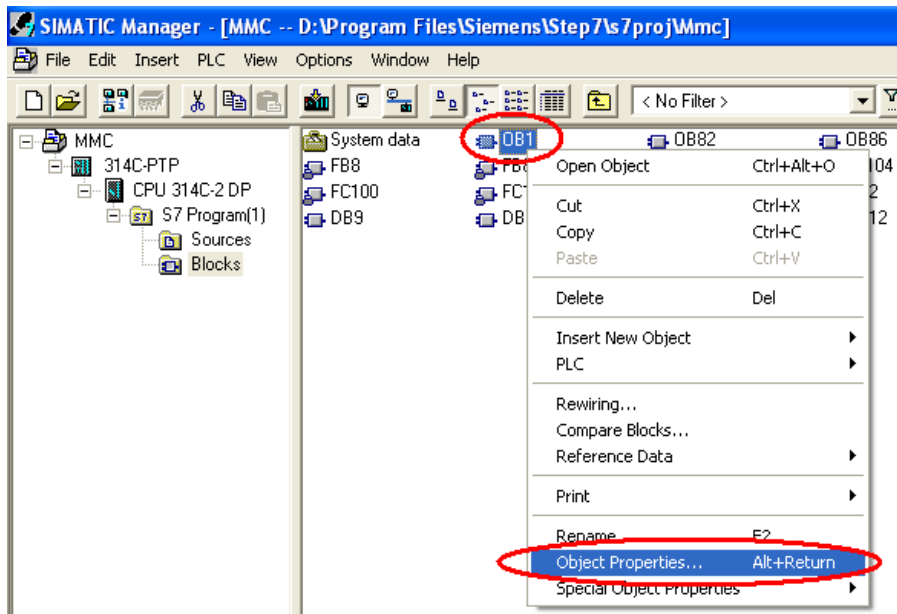 SIMATIC Manager - [MMC -- D:\Program Files\Siemens\Step7\s7proj\Mmc]
File Edit Insert PLC View Options Window Help
< No Filter >
MMC
314C-PTP
CPU 314C-2 DP
S7 Program(1)
Sources
Blocks
System data OB1 OB82 OB86
FB8 104
FC100 2
DB9 DB 12
Open Object Ctrl+Alt+O
Cut Ctrl+X
Copy Ctrl+C
Paste Ctrl+V
Delete Del
Insert New Object
PLC
Rewiring...
Compare Blocks...
Reference Data
Print
Rename F2
Object Properties... Alt+Return
Special Object Properties